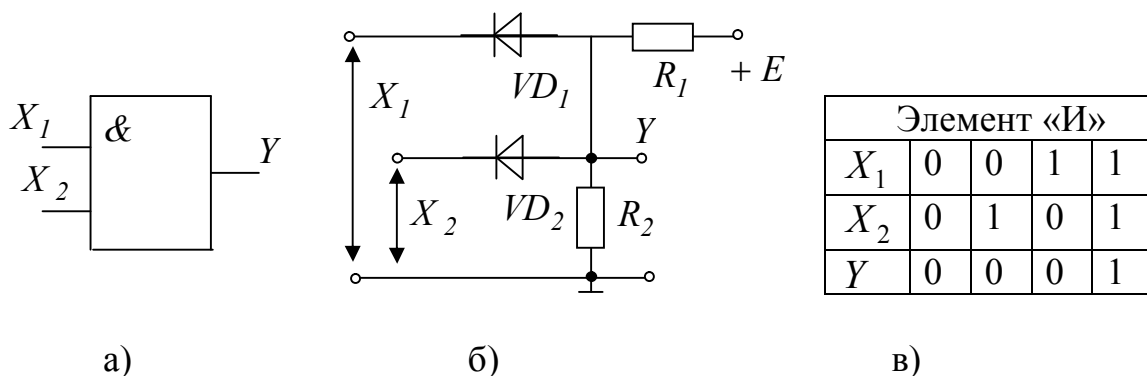 X1
X2
&
Y
X1
X2
VD1
VD2
R1
+ E
Y
R2
Элемент «И»
X1 0 0 1 1
X2 0 1 0 1
Y 0 0 0 1
а) б) в)